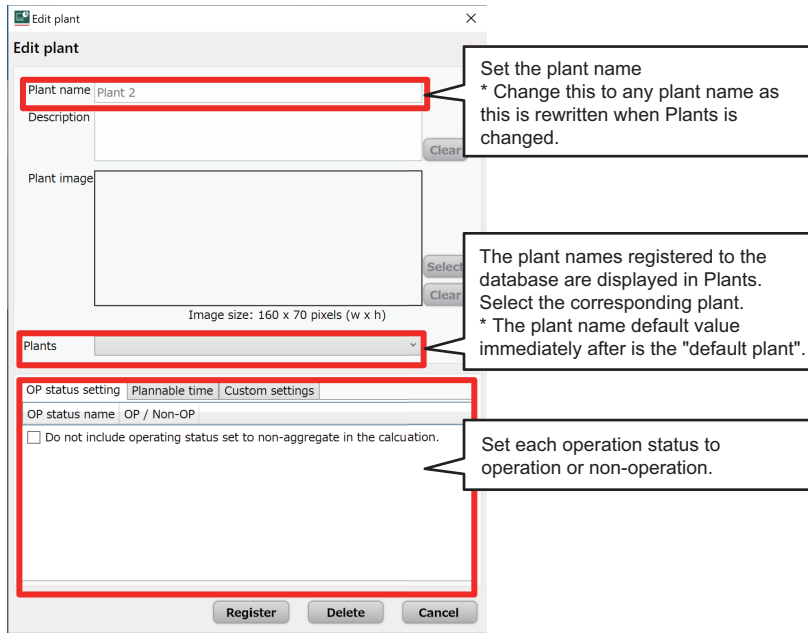 Edit plant
Edit plant
Plant name Plant 2
Description
Clear
Plant image
Select
Clear
Image size: 160 x 70 pixels (w x h)
Plants
OP status setting Plannable time Custom settings
OP status name OP / Non-OP
Do not include operating status set to non-aggregate in the calcuation.
Register Delete Cancel
Set the plant name
* Change this to any plant name as
this is rewritten when Plants is
changed.
The plant names registered to the
database are displayed in Plants.
Select the corresponding plant.
* The plant name default value
immediately after is the "default plant".
Set each operation status to
operation or non-operation.